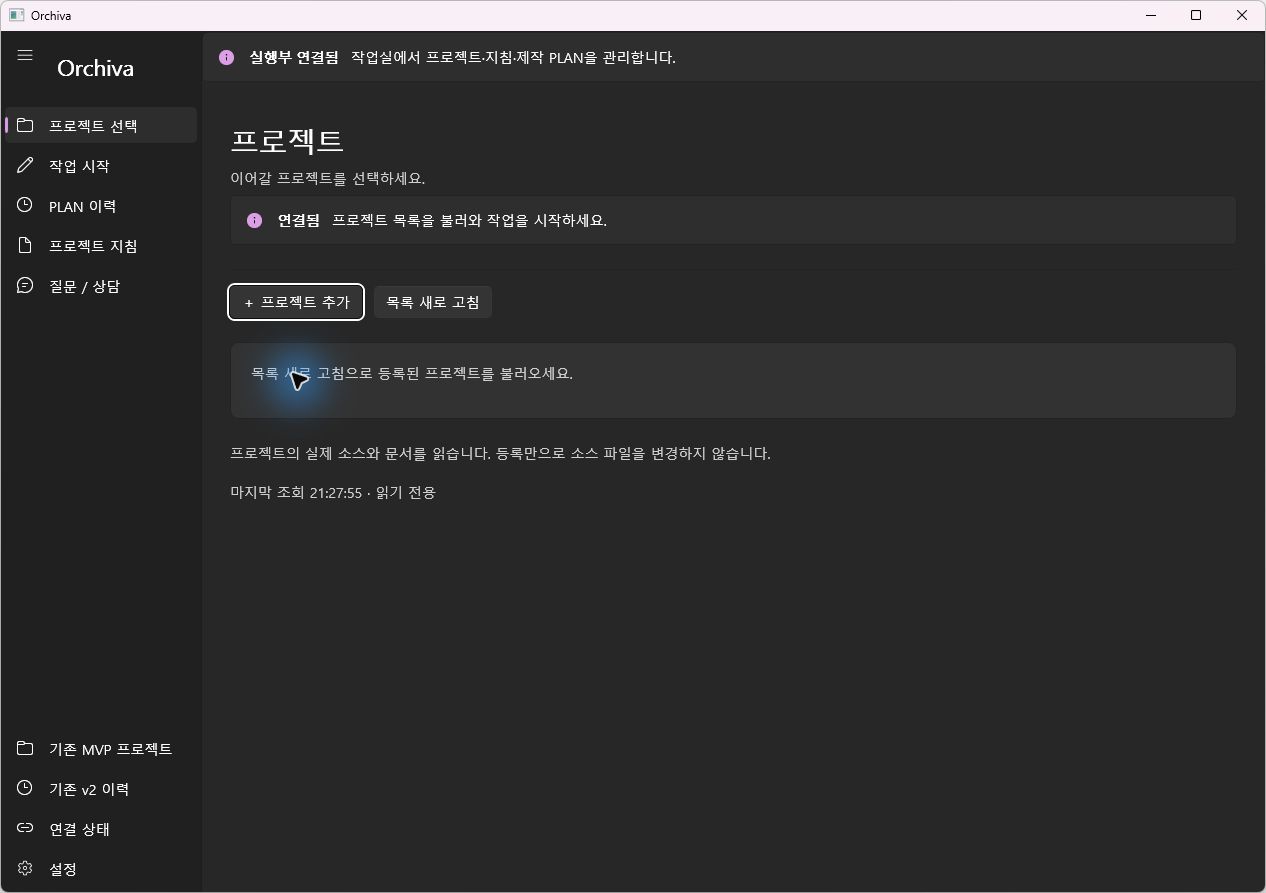 Orchiva
Orchiva
실행부 연결됨 작업실에서 프로젝트·지침·제작 PLAN을 관리합니다.
프로젝트 선택
작업 시작
PLAN 이력
프로젝트 지침
질문 / 상담
프로젝트
이어갈 프로젝트를 선택하세요.
연결됨 프로젝트 목록을 불러와 작업을 시작하세요.
+ 프로젝트 추가
목록 새로 고침
목록 새로 고침으로 등록된 프로젝트를 불러오세요.
프로젝트의 실제 소스와 문서를 읽습니다. 등록만으로 소스 파일을 변경하지 않습니다.
마지막 조회 21:27:55 · 읽기 전용
기존 MVP 프로젝트
기존 v2 이력
연결 상태
설정